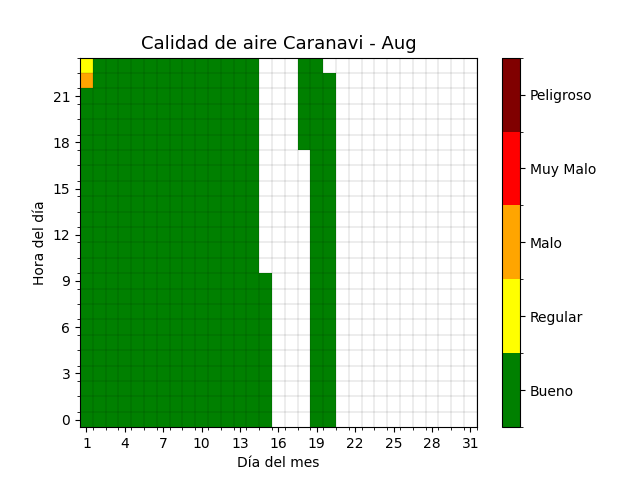 Calidad de aire Caranavi - Aug
Hora del día
21
18
15
12
9
6
3
0
1 4 7 10 13 16 19 22 25 28 31
Día del mes
Peligroso
Muy Malo
Malo
Regular
Bueno